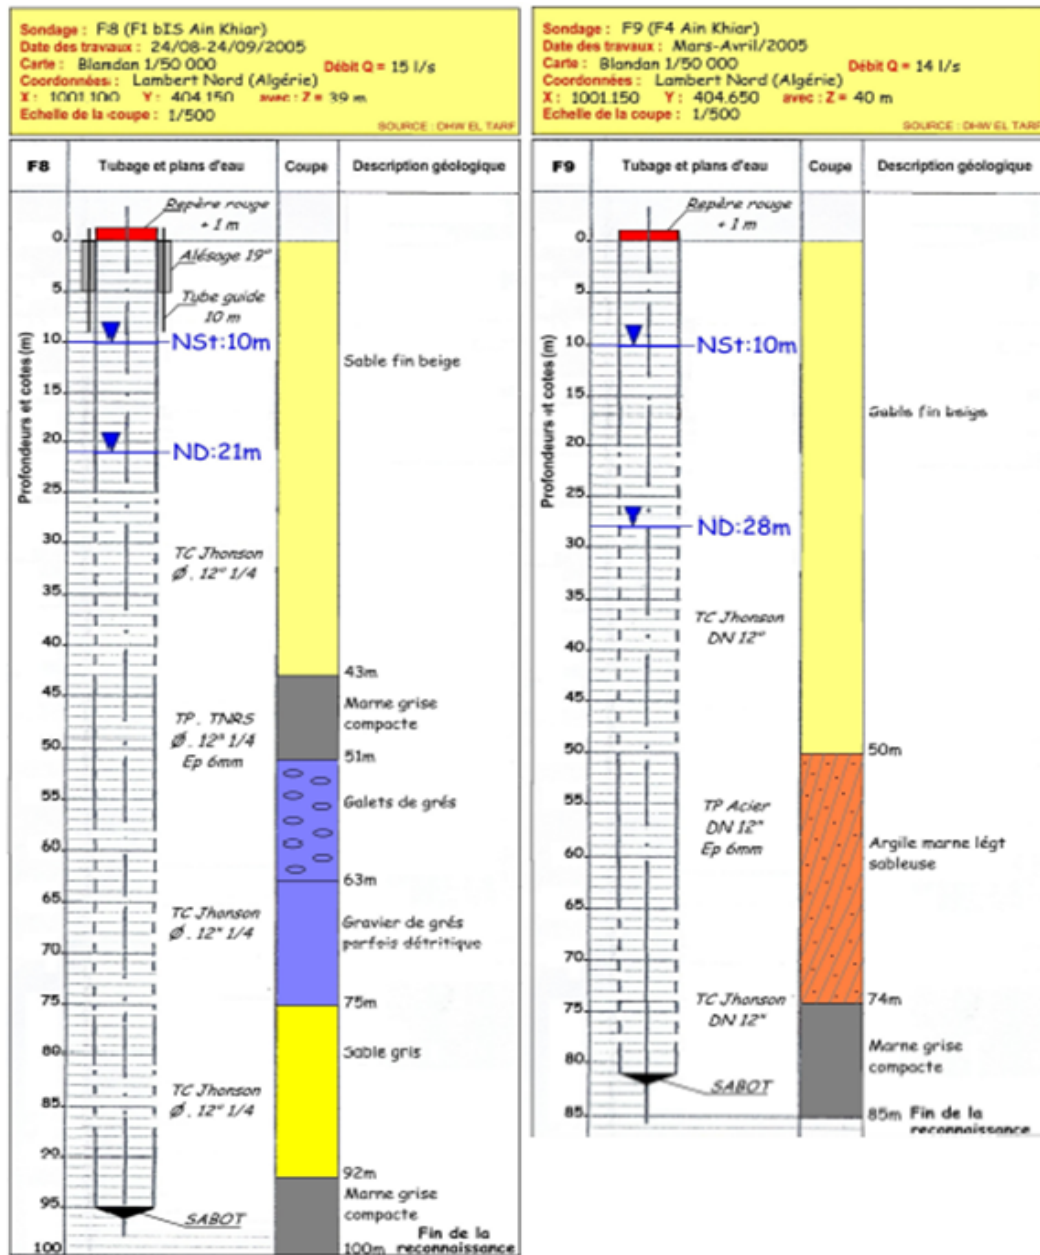 Sondage : F8 (F1 bIS Ain Khiar)
Date des travaux : 24/08-24/09/2005
Carte : Blandan 1/50 000 Débit Q = 15 l/s
Coordonnées : Lambert Nord (Algérie)
X : 1001.100 Y : 404.150 avec : Z = 39 m
Echelle de la coupe : 1/500
SOURCE : DHW EL TARF
F8 Tubage et plans d'eau Coupe Description géologique
Repère rouge
+ 1 m
Alésage 19"
Tube guide
10 m
NSt:10m
ND:21m
Profondeurs et cotes (m)
0
5
10
15
20
25
30
35
40
45
50
55
60
65
70
75
80
85
90
95
100
TC Jhonson
Ø . 12" 1/4
TP . TNRS
Ø . 12" 1/4
Ep 6mm
TC Jhonson
Ø . 12" 1/4
TC Jhonson
Ø . 12" 1/4
SABOT
Sable fin beige
43m
Marne grise
compacte
51m
Galets de grés
63m
Gravier de grés
parfois détritique
75m
Sable gris
92m
Marne grise
compacte
100m Fin de la
reconnaissance
Sondage : F9 (F4 Ain Khiar)
Date des travaux : Mars-Avril/2005
Carte : Blandan 1/50 000 Débit Q = 14 l/s
Coordonnées : Lambert Nord (Algérie)
X : 1001.150 Y : 404.650 avec : Z = 40 m
Echelle de la coupe : 1/500
SOURCE : DHW EL TARF
F9 Tubage et plans d'eau Coupe Description géologique
Repère rouge
+ 1 m
NSt:10m
ND:28m
Profondeurs et cotes (m)
0
5
10
15
20
25
30
35
40
45
50
55
60
65
70
75
80
85
TC Jhonson
DN 12"
TP Acier
DN 12"
Ep 6mm
TC Jhonson
DN 12"
SABOT
Sable fin beige
50m
Argile marne légt
sableuse
74m
Marne grise
compacte
85m Fin de la
reconnaissance